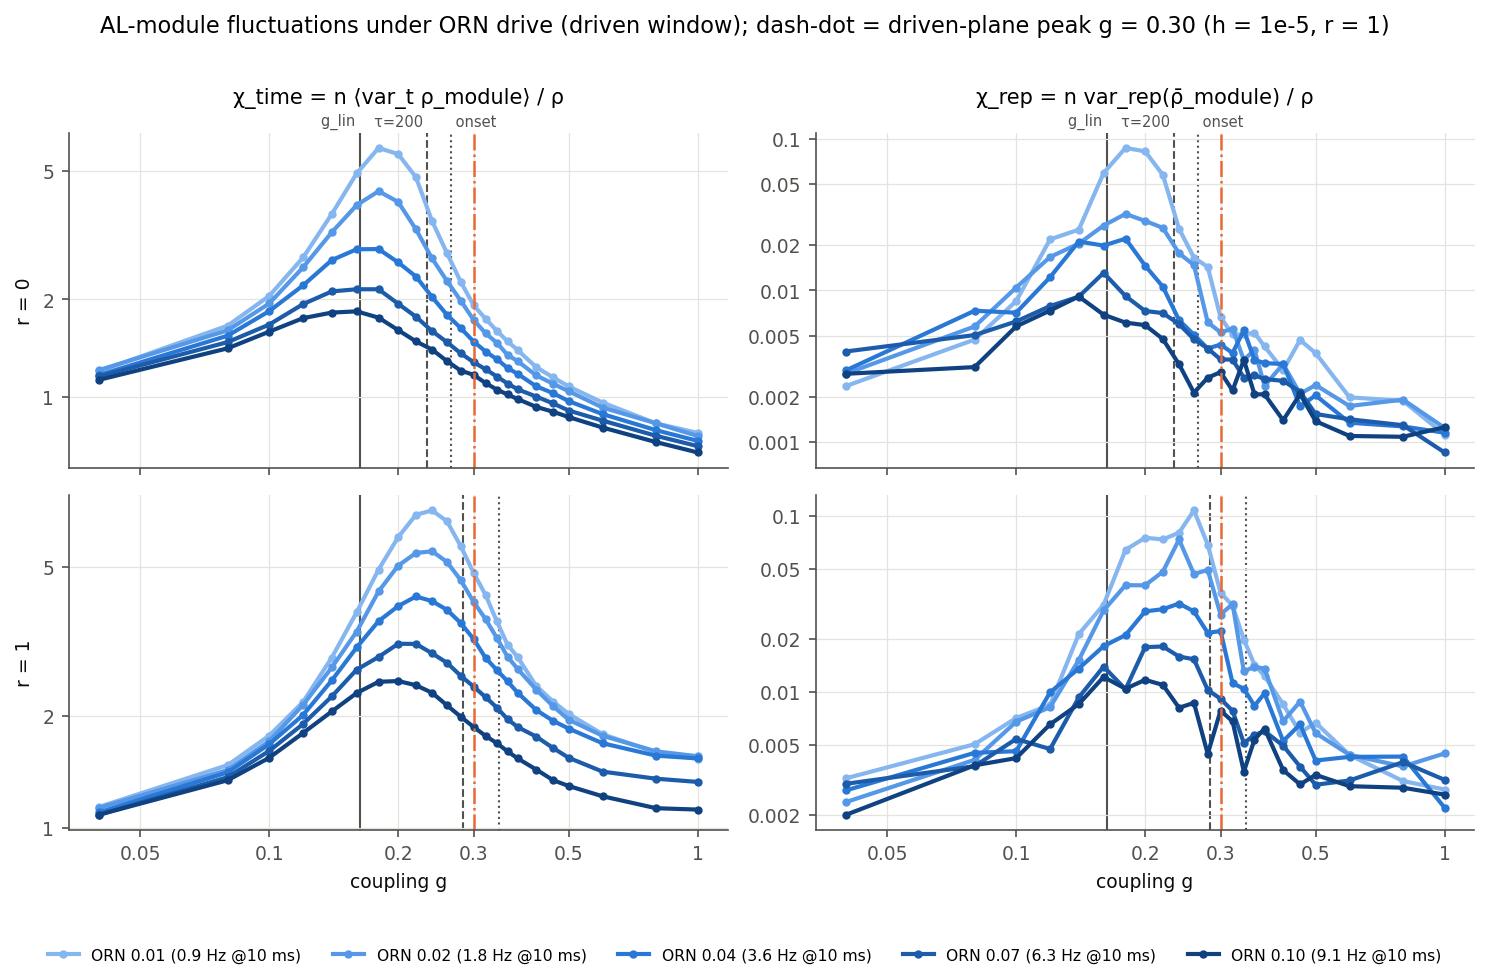 AL-module fluctuations under ORN drive (driven window); dash-dot = driven-plane peak g = 0.30 (h = 1e-5, r = 1)
χ_time = n ⟨var_t ρ_module⟩ / ρ
g_lin τ=200 onset
5
2
1
r = 0
χ_rep = n var_rep(ρ̄_module) / ρ
g_lin τ=200 onset
0.1
0.05
0.02
0.01
0.005
0.002
0.001
5
2
1
r = 1
0.05 0.1 0.2 0.3 0.5 1
coupling g
0.1
0.05
0.02
0.01
0.005
0.002
0.05 0.1 0.2 0.3 0.5 1
coupling g
ORN 0.01 (0.9 Hz @10 ms) ORN 0.02 (1.8 Hz @10 ms) ORN 0.04 (3.6 Hz @10 ms) ORN 0.07 (6.3 Hz @10 ms) ORN 0.10 (9.1 Hz @10 ms)